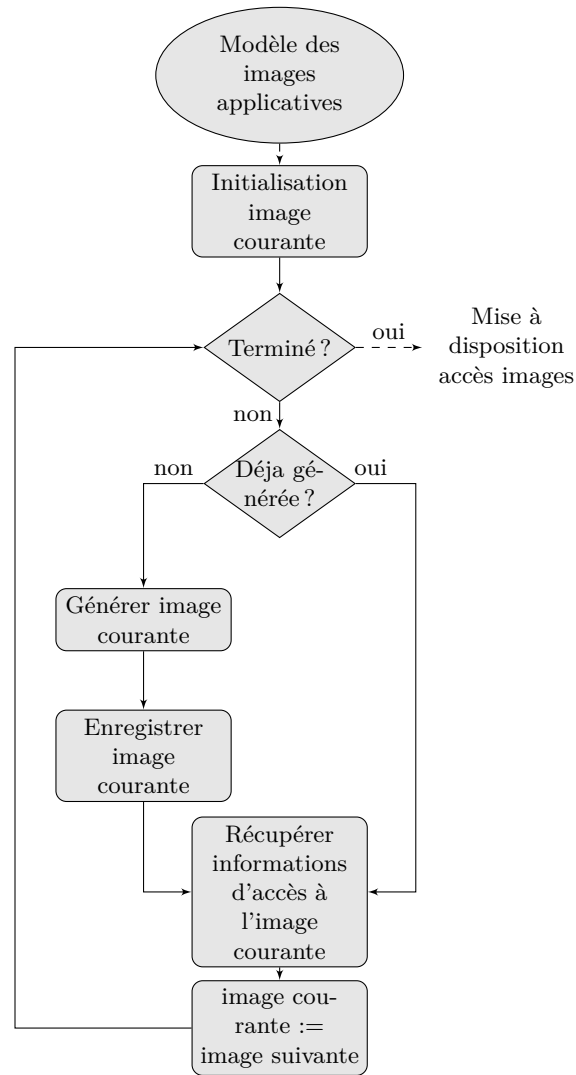 Modèle des
images
applicatives
Initialisation
image
courante
Terminé ?
oui
Mise à
disposition
accès images
non
non
Déja gé-
nérée ?
oui
Générer image
courante
Enregistrer
image
courante
Récupérer
informations
d'accès à
l'image
courante
image cou-
rante :=
image suivante